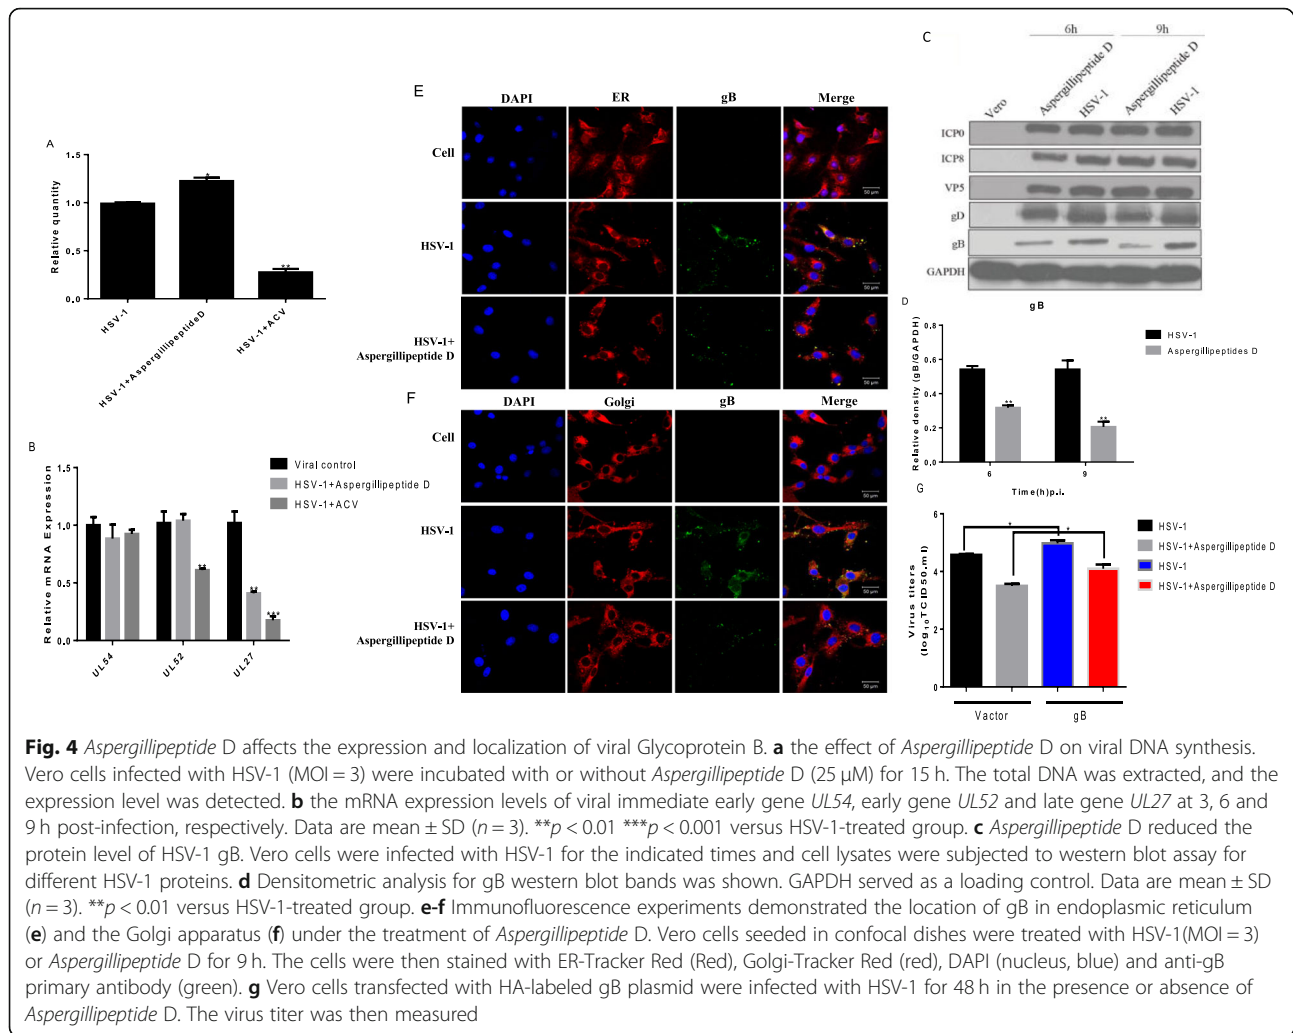 A
Relative quantity
1.5
1.0
0.5
0.0
*
**
HSV-1
HSV-1+AspergillipeptideD
HSV-1+ACV
B
Relative mRNA Expression
1.5
1.0
0.5
0.0
**
**
***
UL54
UL52
UL27
Viral control
HSV-1+Aspergillipeptide D
HSV-1+ACV
E
DAPI ER gB Merge
Cell
50 μm
HSV-1
50 μm
HSV-1+
Aspergillipeptide D
50 μm
F
DAPI Golgi gB Merge
Cell
50 μm
HSV-1
50 μm
HSV-1+
Aspergillipeptide D
50 μm
C
6h 9h
Vero Aspergillipeptide D HSV-1 Aspergillipeptide D HSV-1
ICP0
ICP8
VP5
gD
gB
GAPDH
D
gB
Relative density (gB/GAPDH)
0.8
0.6
0.4
0.2
0.0
**
**
6 9
Time(h)p.i.
HSV-1
Aspergillipeptides D
G
Virus titers
(log10TCID50,ml)
6
4
2
0
*
*
Vactor gB
HSV-1
HSV-1+Aspergillipeptide D
HSV-1
HSV-1+Aspergillipeptide D
Fig. 4 Aspergillipeptide D affects the expression and localization of viral Glycoprotein B. a the effect of Aspergillipeptide D on viral DNA synthesis.
Vero cells infected with HSV-1 (MOI = 3) were incubated with or without Aspergillipeptide D (25 μM) for 15 h. The total DNA was extracted, and the
expression level was detected. b the mRNA expression levels of viral immediate early gene UL54, early gene UL52 and late gene UL27 at 3, 6 and
9 h post-infection, respectively. Data are mean ± SD (n = 3). **p < 0.01 ***p < 0.001 versus HSV-1-treated group. c Aspergillipeptide D reduced the
protein level of HSV-1 gB. Vero cells were infected with HSV-1 for the indicated times and cell lysates were subjected to western blot assay for
different HSV-1 proteins. d Densitometric analysis for gB western blot bands was shown. GAPDH served as a loading control. Data are mean ± SD
(n = 3). **p < 0.01 versus HSV-1-treated group. e-f Immunofluorescence experiments demonstrated the location of gB in endoplasmic reticulum
(e) and the Golgi apparatus (f) under the treatment of Aspergillipeptide D. Vero cells seeded in confocal dishes were treated with HSV-1(MOI = 3)
or Aspergillipeptide D for 9 h. The cells were then stained with ER-Tracker Red (Red), Golgi-Tracker Red (red), DAPI (nucleus, blue) and anti-gB
primary antibody (green). g Vero cells transfected with HA-labeled gB plasmid were infected with HSV-1 for 48 h in the presence or absence of
Aspergillipeptide D. The virus titer was then measured